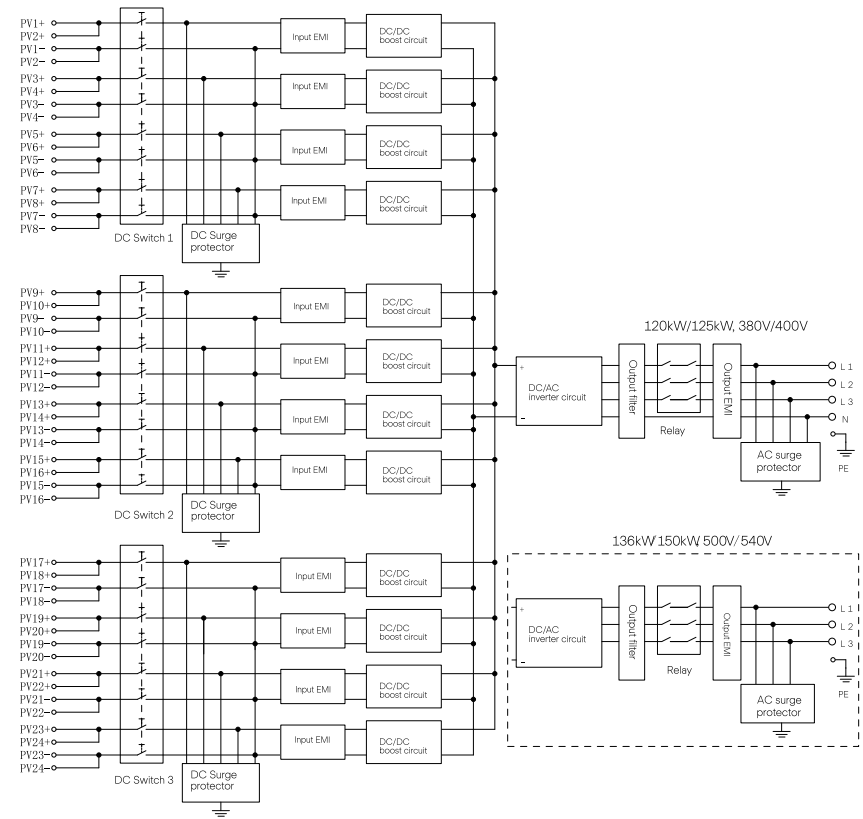 PV1+
PV2+
PV1-
PV2-
PV3+
PV4+
PV3-
PV4-
PV5+
PV6+
PV5-
PV6-
PV7+
PV8+
PV7-
PV8-
DC Switch 1
DC Surge
protector
Input EMI
DC/DC
boost circuit
Input EMI
DC/DC
boost circuit
Input EMI
DC/DC
boost circuit
Input EMI
DC/DC
boost circuit
PV9+
PV10+
PV9-
PV10-
PV11+
PV12+
PV11-
PV12-
PV13+
PV14+
PV13-
PV14-
PV15+
PV16+
PV15-
PV16-
DC Switch 2
DC Surge
protector
Input EMI
DC/DC
boost circuit
Input EMI
DC/DC
boost circuit
Input EMI
DC/DC
boost circuit
Input EMI
DC/DC
boost circuit
PV17+
PV18+
PV17-
PV18-
PV19+
PV20+
PV19-
PV20-
PV21+
PV22+
PV21-
PV22-
PV23+
PV24+
PV23-
PV24-
DC Switch 3
DC Surge
protector
Input EMI
DC/DC
boost circuit
Input EMI
DC/DC
boost circuit
Input EMI
DC/DC
boost circuit
Input EMI
DC/DC
boost circuit
120kW/125kW, 380V/400V
+
-
DC/AC
inverter circuit
Output filter
Relay
Output EMI
L 1
L 2
L 3
N
PE
AC surge
protector
136kW/150kW, 500V/540V
+
-
DC/AC
inverter circuit
Output filter
Relay
Output EMI
L 1
L 2
L 3
PE
AC surge
protector